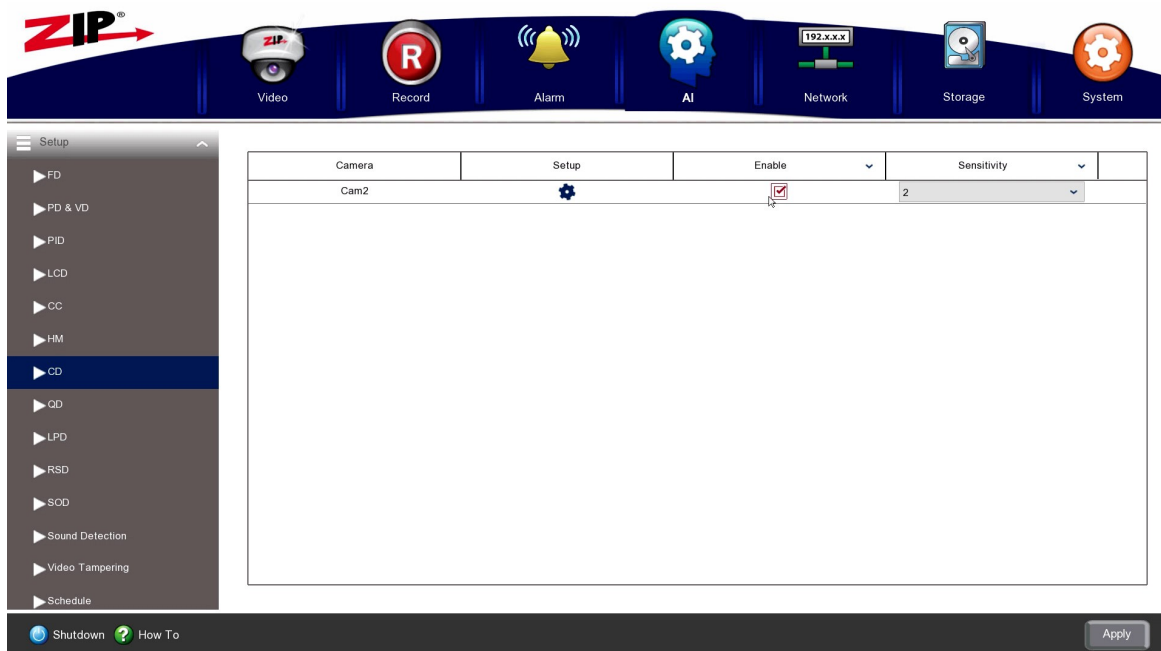 ZIP®
ZIP
R
192.x.x.x
Video
Record
Alarm
AI
Network
Storage
System
Setup
FD
PD & VD
PID
LCD
CC
HM
CD
QD
LPD
RSD
SOD
Sound Detection
Video Tampering
Schedule
Camera Setup Enable Sensitivity
Cam2 2
Shutdown ? How To
Apply